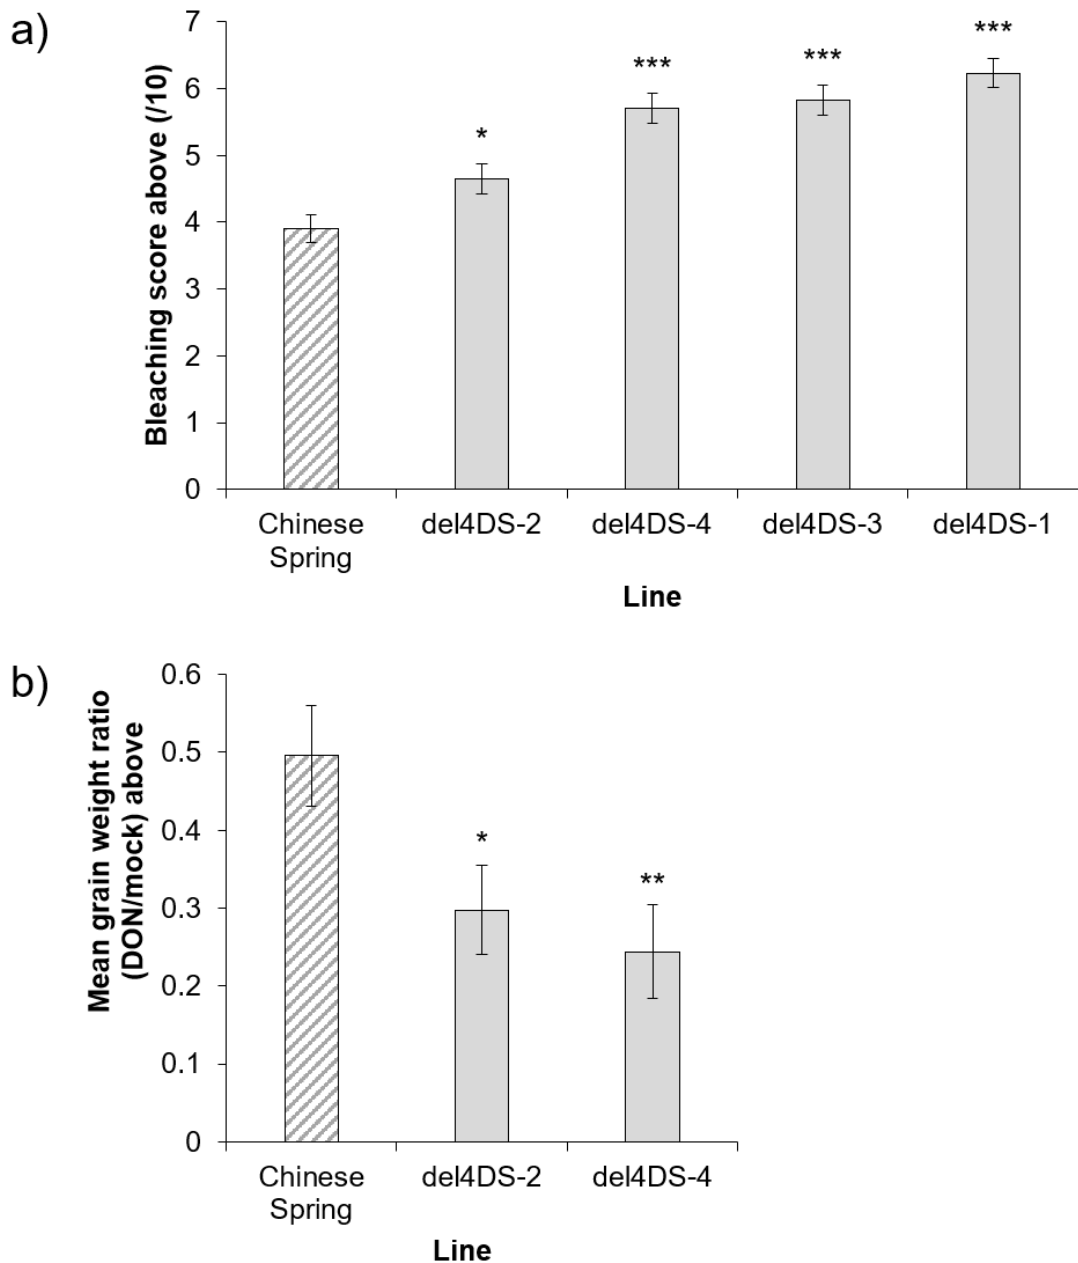 a)
Bleaching score above (/10)
7
6
5
4
3
2
1
0
*
***
***
***
Chinese
Spring
del4DS-2
del4DS-4
del4DS-3
del4DS-1
Line
b)
Mean grain weight ratio
(DON/mock) above
0.6
0.5
0.4
0.3
0.2
0.1
0
*
**
Chinese
Spring
del4DS-2
del4DS-4
Line